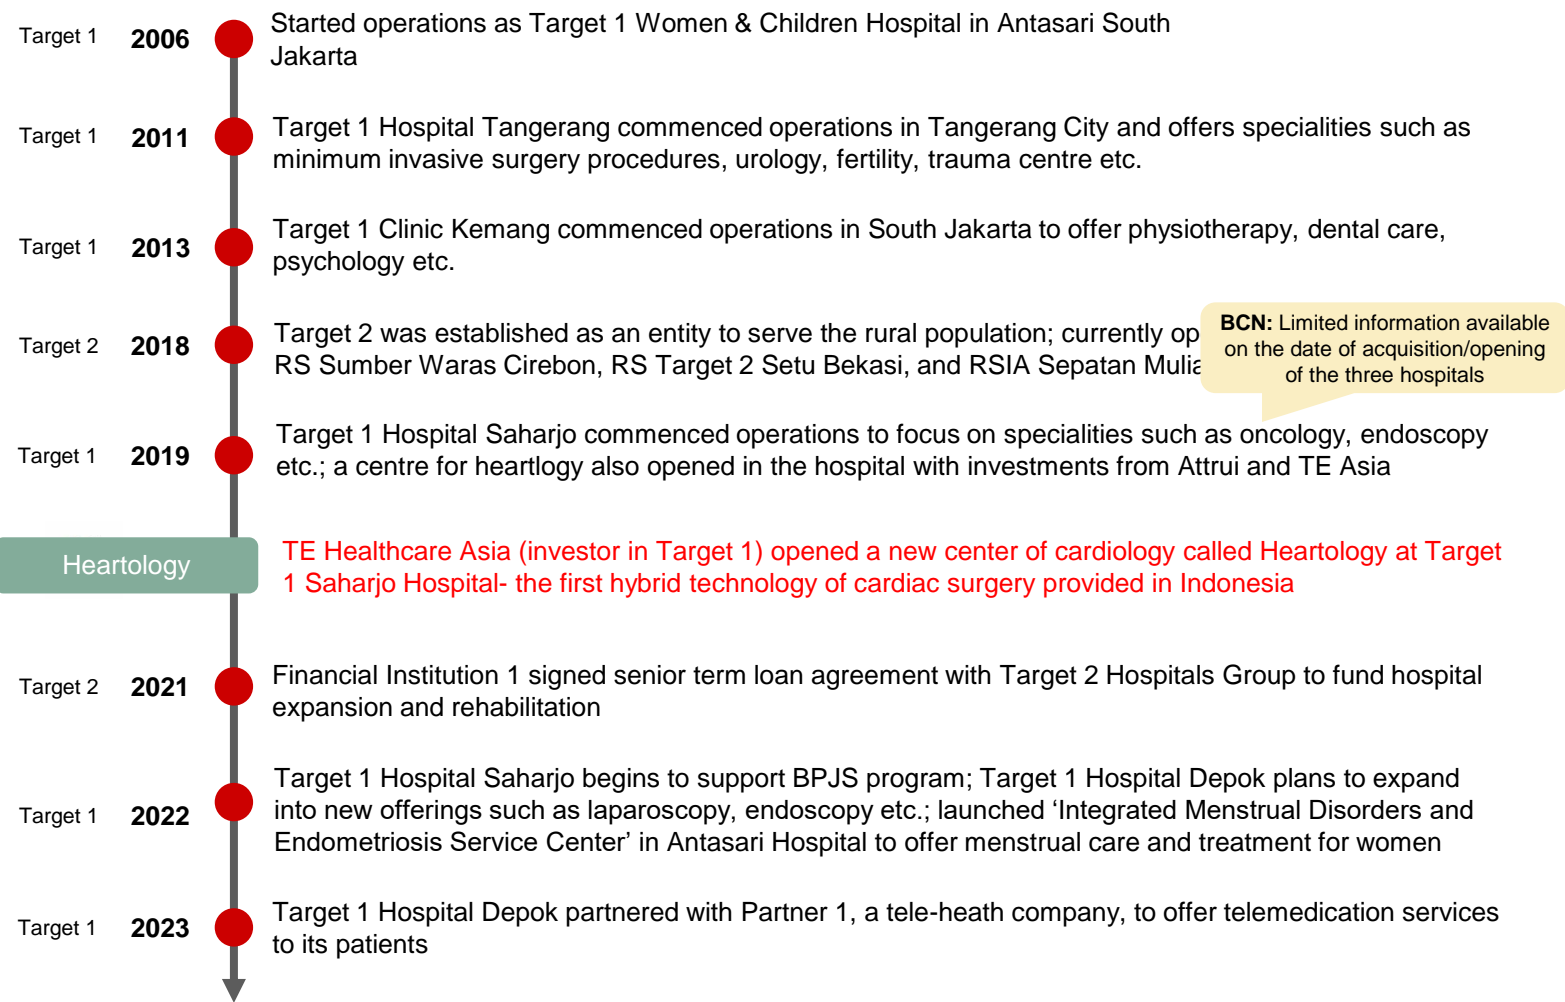 Target 1 2006 Started operations as Target 1 Women & Children Hospital in Antasari South
Jakarta
Target 1 2011 Target 1 Hospital Tangerang commenced operations in Tangerang City and offers specialities such as
minimum invasive surgery procedures, urology, fertility, trauma centre etc.
Target 1 2013 Target 1 Clinic Kemang commenced operations in South Jakarta to offer physiotherapy, dental care,
psychology etc.
Target 2 2018 Target 2 was established as an entity to serve the rural population; currently op
RS Sumber Waras Cirebon, RS Target 2 Setu Bekasi, and RSIA Sepatan Mulia
BCN: Limited information available
on the date of acquisition/opening
of the three hospitals
Target 1 2019 Target 1 Hospital Saharjo commenced operations to focus on specialities such as oncology, endoscopy
etc.; a centre for heartlogy also opened in the hospital with investments from Attrui and TE Asia
Heartology
TE Healthcare Asia (investor in Target 1) opened a new center of cardiology called Heartology at Target
1 Saharjo Hospital- the first hybrid technology of cardiac surgery provided in Indonesia
Target 2 2021 Financial Institution 1 signed senior term loan agreement with Target 2 Hospitals Group to fund hospital
expansion and rehabilitation
Target 1 2022 Target 1 Hospital Saharjo begins to support BPJS program; Target 1 Hospital Depok plans to expand
into new offerings such as laparoscopy, endoscopy etc.; launched ‘Integrated Menstrual Disorders and
Endometriosis Service Center’ in Antasari Hospital to offer menstrual care and treatment for women
Target 1 2023 Target 1 Hospital Depok partnered with Partner 1, a tele-heath company, to offer telemedication services
to its patients